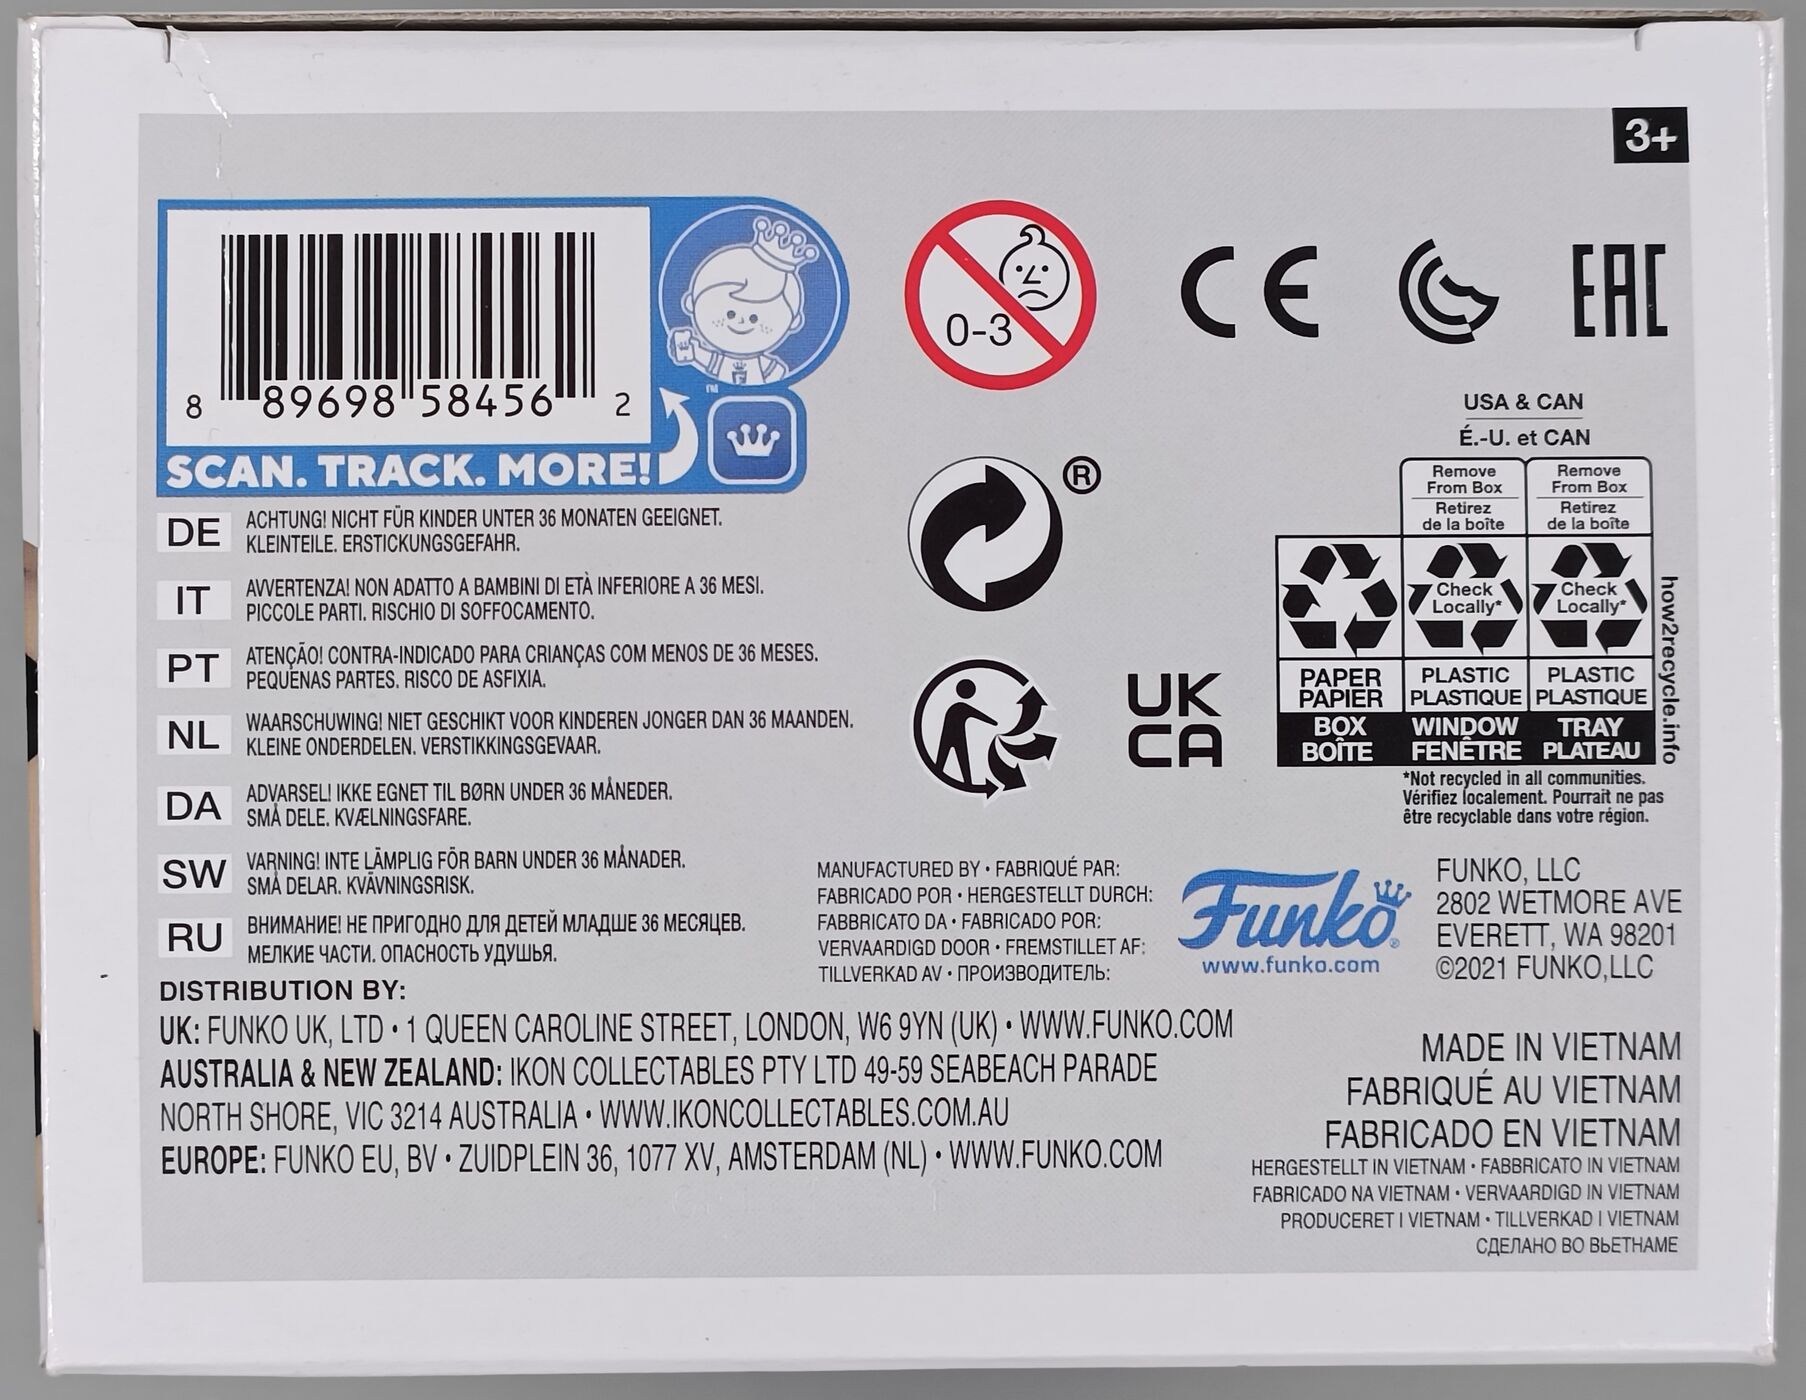 3+
8 89698 58456 2
SCAN. TRACK. MORE!
TM
0-3
CE
EAC
USA & CAN
É.-U. et CAN
Remove
From Box
Retirez
de la boîte
Remove
From Box
Retirez
de la boîte
Check
Locally*
Check
Locally*
PAPER
PAPIER
PLASTIC
PLASTIQUE
PLASTIC
PLASTIQUE
BOX
BOÎTE
WINDOW
FENÊTRE
TRAY
PLATEAU
how2recycle.info
*Not recycled in all communities.
Vérifiez localement. Pourrait ne pas
être recyclable dans votre région.
®
UK
CA
DE ACHTUNG! NICHT FÜR KINDER UNTER 36 MONATEN GEEIGNET.
KLEINTEILE. ERSTICKUNGSGEFAHR.
IT AVVERTENZA! NON ADATTO A BAMBINI DI ETÀ INFERIORE A 36 MESI.
PICCOLE PARTI. RISCHIO DI SOFFOCAMENTO.
PT ATENÇÃO! CONTRA-INDICADO PARA CRIANÇAS COM MENOS DE 36 MESES.
PEQUENAS PARTES. RISCO DE ASFIXIA.
NL WAARSCHUWING! NIET GESCHIKT VOOR KINDEREN JONGER DAN 36 MAANDEN.
KLEINE ONDERDELEN. VERSTIKKINGSGEVAAR.
DA ADVARSEL! IKKE EGNET TIL BØRN UNDER 36 MÅNEDER.
SMÅ DELE. KVÆLNINGSFARE.
SW VARNING! INTE LÄMPLIG FÖR BARN UNDER 36 MÅNADER.
SMÅ DELAR. KVÄVNINGSRISK.
RU ВНИМАНИЕ! НЕ ПРИГОДНО ДЛЯ ДЕТЕЙ МЛАДШЕ 36 МЕСЯЦЕВ.
МЕЛКИЕ ЧАСТИ. ОПАСНОСТЬ УДУШЬЯ.
MANUFACTURED BY • FABRIQUÉ PAR:
FABRICADO POR • HERGESTELLT DURCH:
FABBRICATO DA • FABRICADO POR:
VERVAARDIGD DOOR • FREMSTILLET AF:
TILLVERKAD AV • ПРОИЗВОДИТЕЛЬ:
Funko®
www.funko.com
FUNKO, LLC
2802 WETMORE AVE
EVERETT, WA 98201
©2021 FUNKO,LLC
DISTRIBUTION BY:
UK: FUNKO UK, LTD • 1 QUEEN CAROLINE STREET, LONDON, W6 9YN (UK) • WWW.FUNKO.COM
AUSTRALIA & NEW ZEALAND: IKON COLLECTABLES PTY LTD 49-59 SEABEACH PARADE
NORTH SHORE, VIC 3214 AUSTRALIA • WWW.IKONCOLLECTABLES.COM.AU
EUROPE: FUNKO EU, BV • ZUIDPLEIN 36, 1077 XV, AMSTERDAM (NL) • WWW.FUNKO.COM
MADE IN VIETNAM
FABRIQUÉ AU VIETNAM
FABRICADO EN VIETNAM
HERGESTELLT IN VIETNAM • FABBRICATO IN VIETNAM
FABRICADO NA VIETNAM • VERVAARDIGD IN VIETNAM
PRODUCERET I VIETNAM • TILLVERKAD I VIETNAM
СДЕЛАНО ВО ВЬЕТНАМЕ